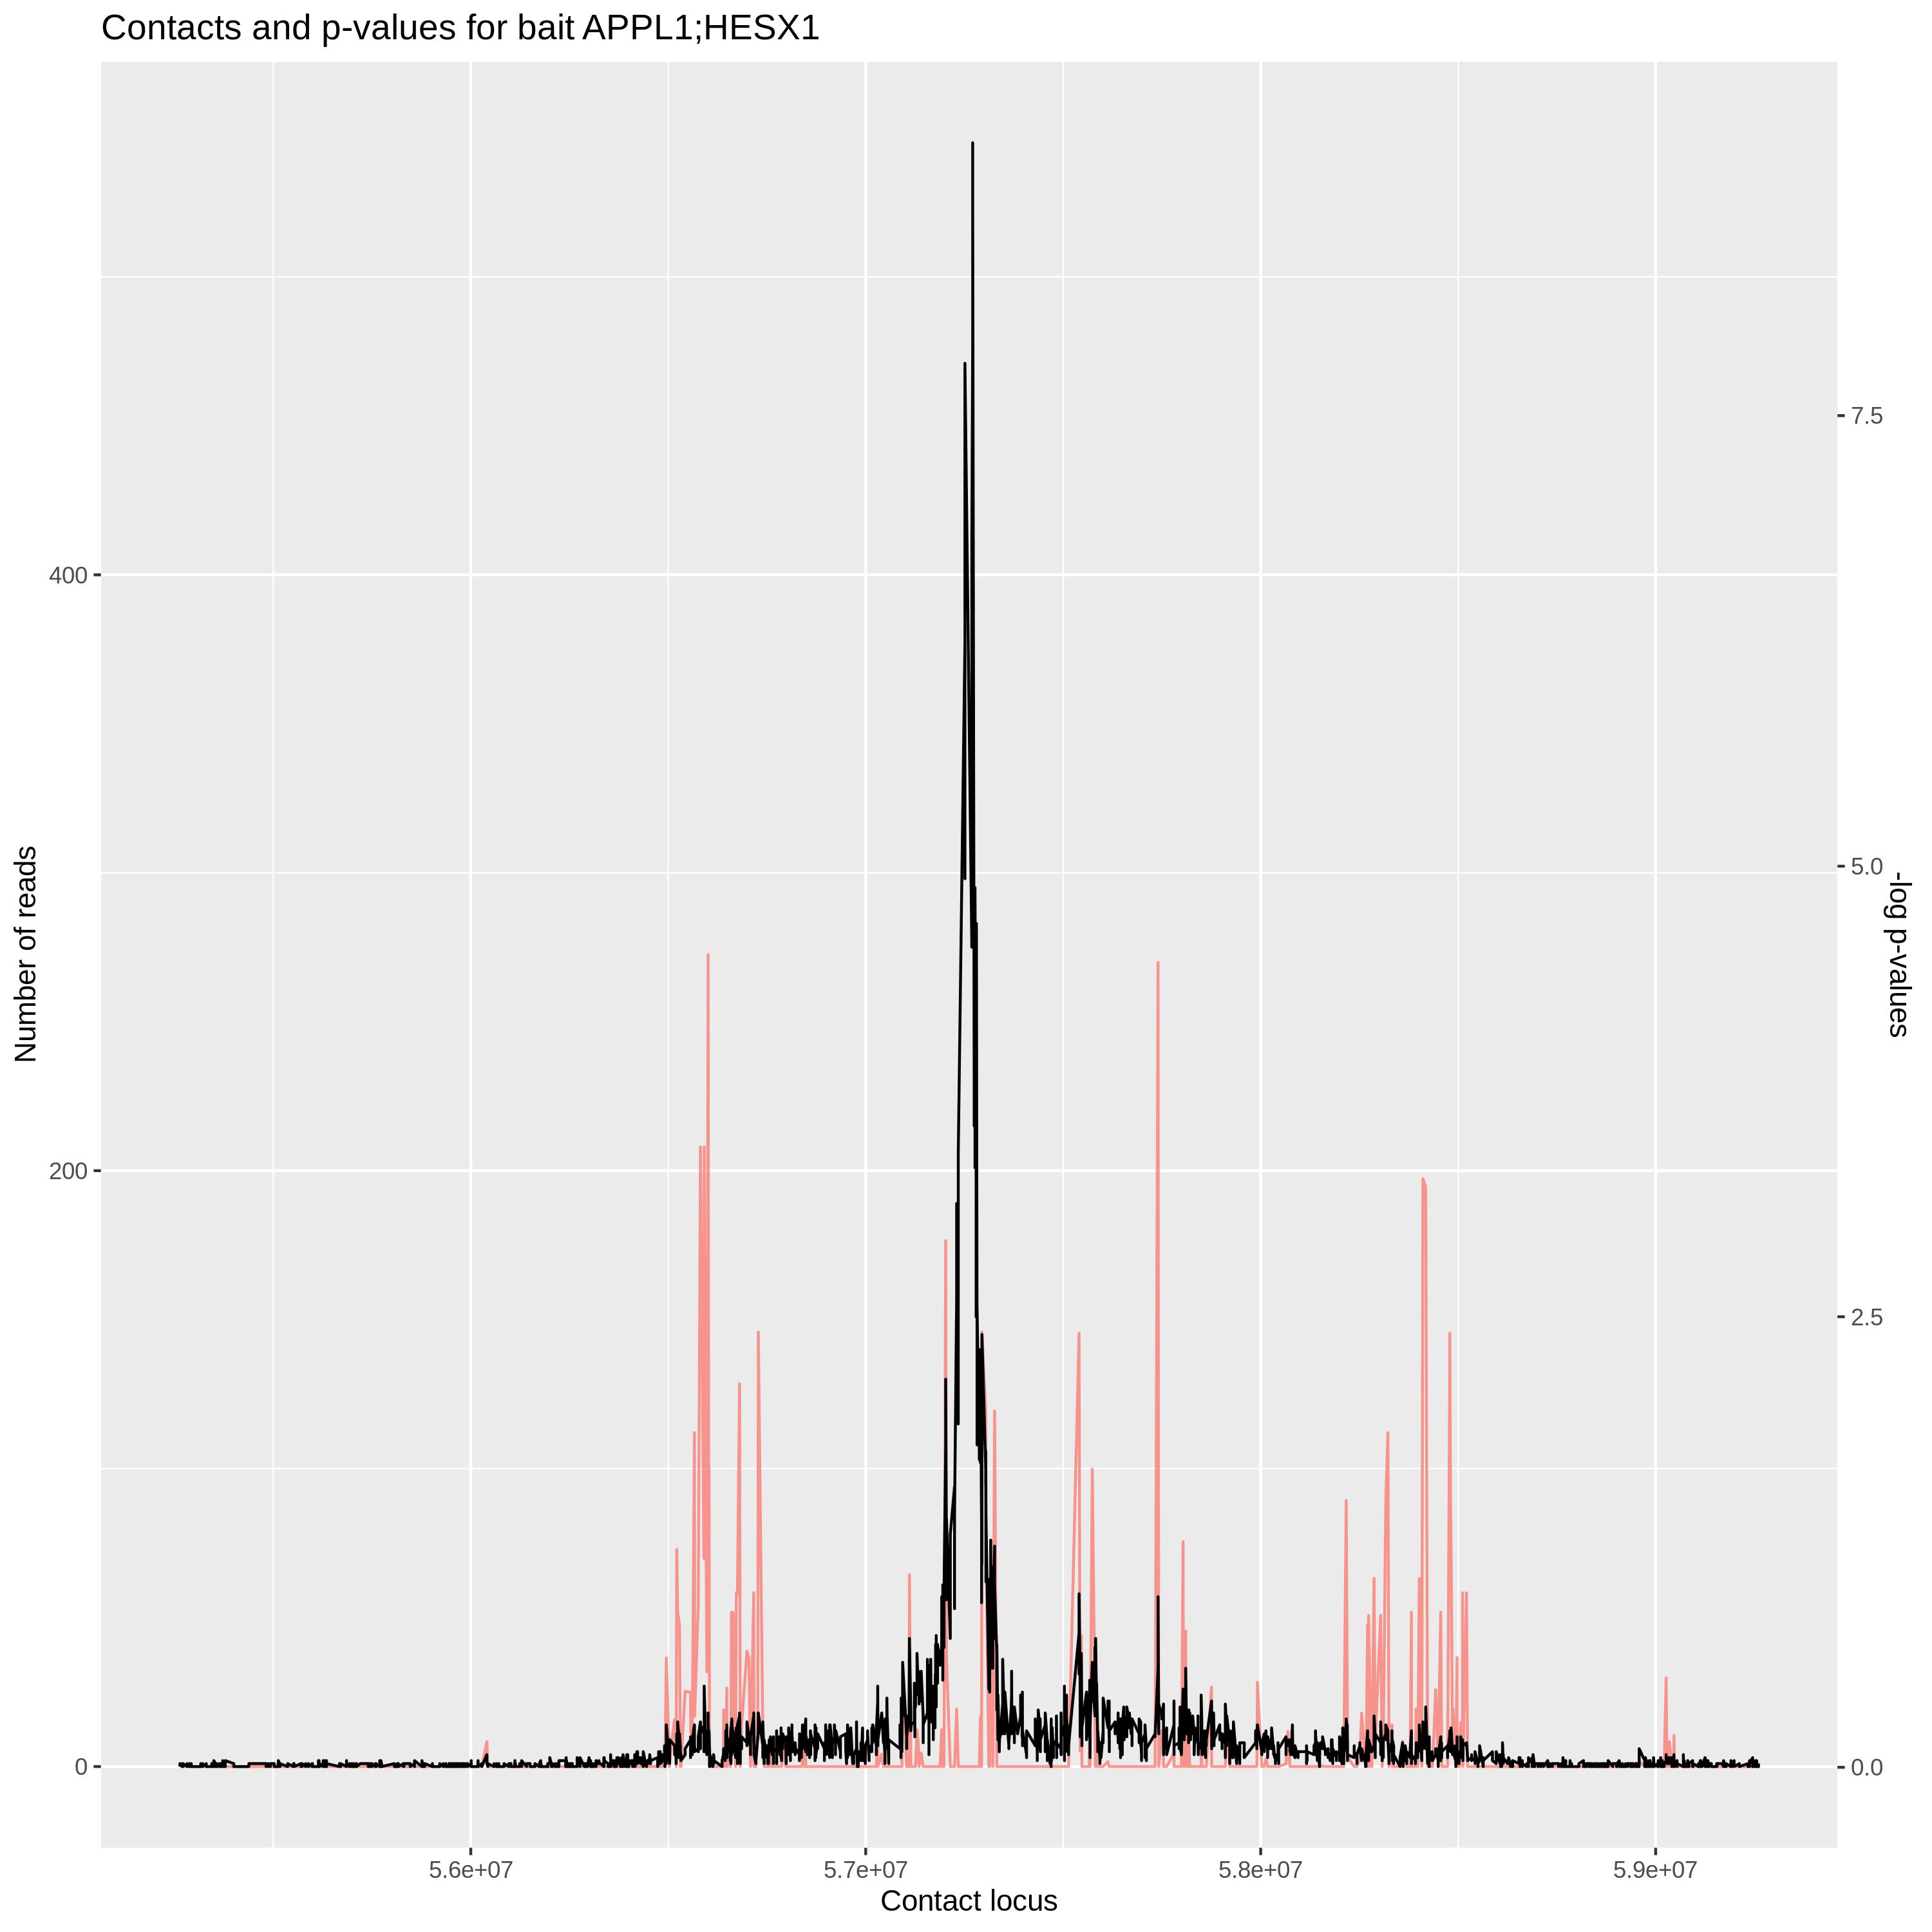 Contacts and p-values for bait APPL1;HESX1
400
200
0
Number of reads
7.5
5.0
2.5
0.0
-log p-values
5.6e+07 5.7e+07 5.8e+07 5.9e+07
Contact locus